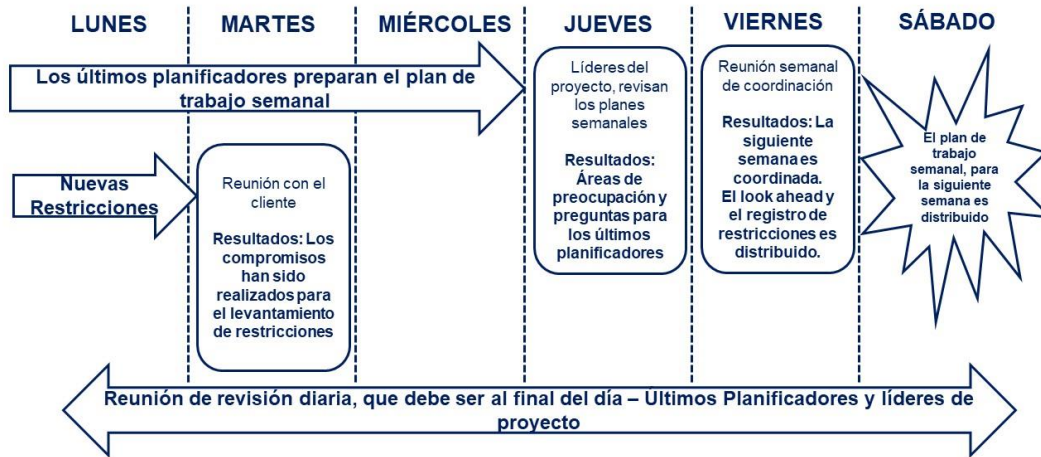 LUNES
MARTES
MIÉRCOLES
JUEVES
VIERNES
SÁBADO
Los últimos planificadores preparan el plan de
trabajo semanal
Nuevas
Restricciones
Reunión con el
cliente
Resultados: Los
compromisos
han sido
realizados para
el levantamiento
de restricciones
Líderes del
proyecto, revisan
los planes
semanales
Resultados:
Áreas de
preocupación y
preguntas para
los últimos
planificadores
Reunión semanal
de coordinación
Resultados: La
siguiente
semana es
coordinada.
El look ahead y
el registro de
restricciones es
distribuido.
El plan de
trabajo
semanal, para
la siguiente
semana es
distribuido
Reunión de revisión diaria, que debe ser al final del día – Últimos Planificadores y líderes de
proyecto